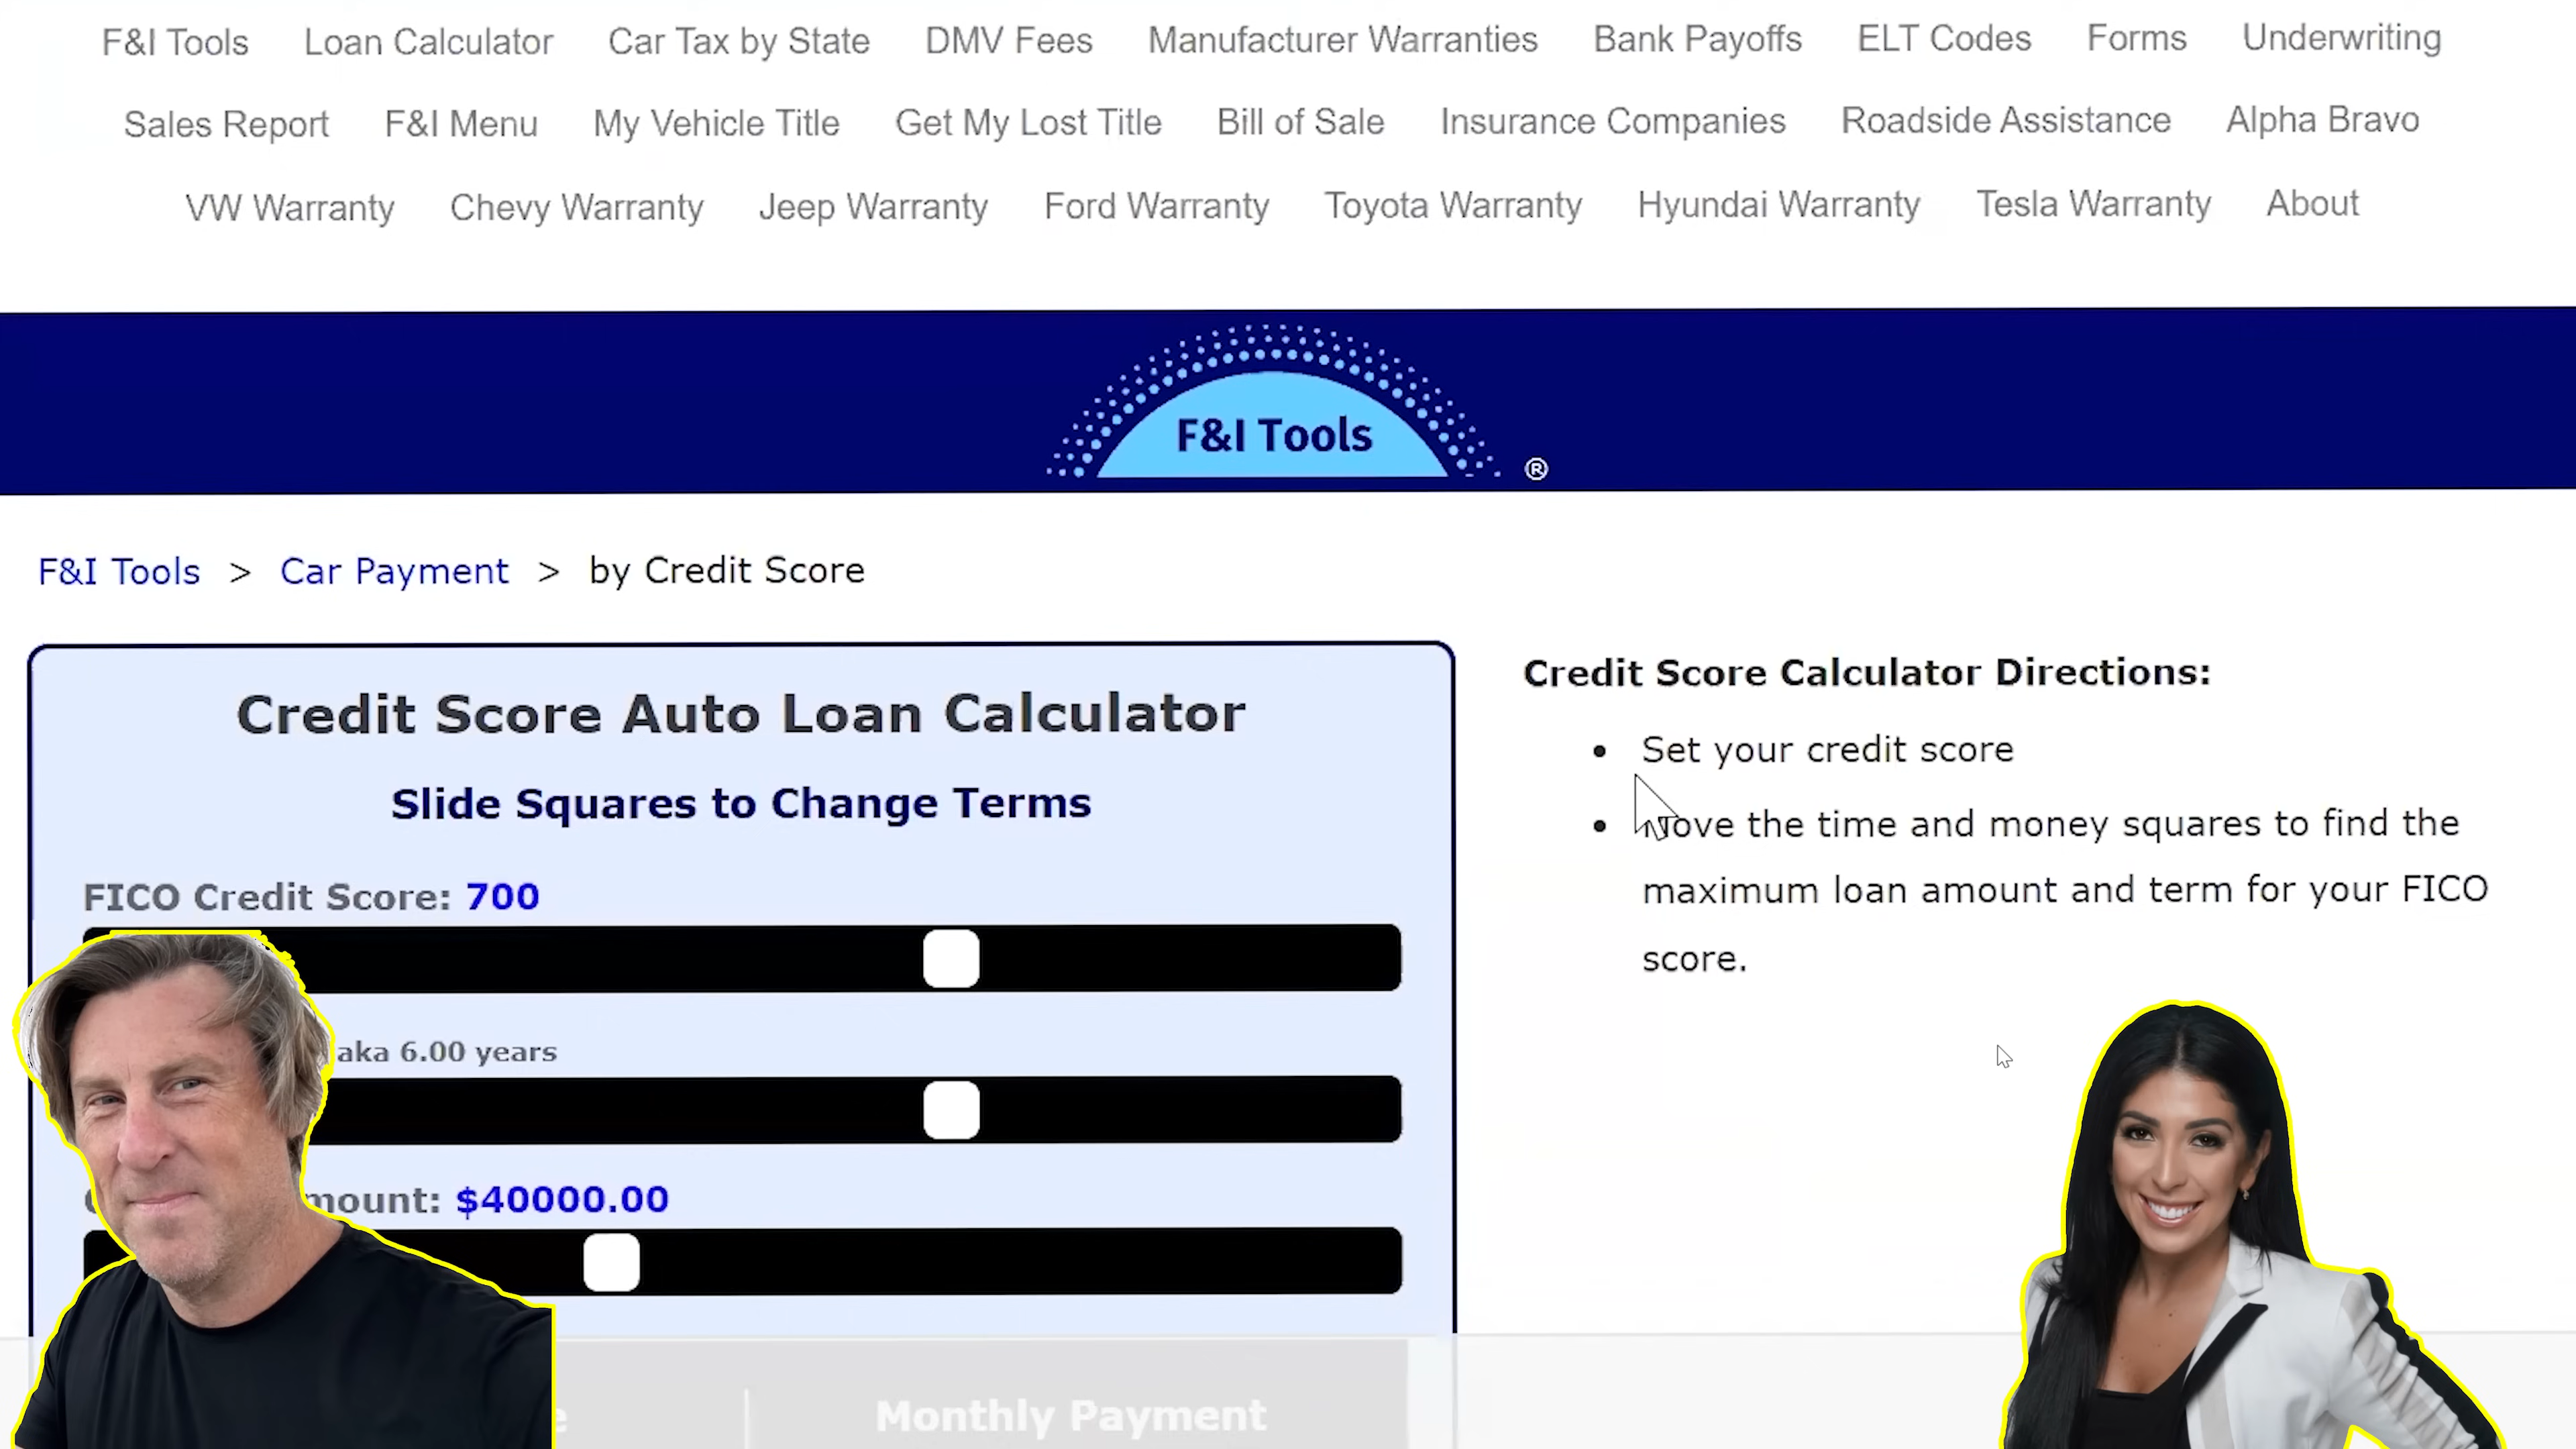 F&I Tools Loan Calculator Car Tax by State DMV Fees Manufacturer Warranties Bank Payoffs ELT Codes Forms Underwriting
Sales Report F&I Menu My Vehicle Title Get My Lost Title Bill of Sale Insurance Companies Roadside Assistance Alpha Bravo
VW Warranty Chevy Warranty Jeep Warranty Ford Warranty Toyota Warranty Hyundai Warranty Tesla Warranty About
F&I Tools ®
F&I Tools > Car Payment > by Credit Score
Credit Score Auto Loan Calculator
Slide Squares to Change Terms
FICO Credit Score: 700
aka 6.00 years
$40000.00
Monthly Payment
Credit Score Calculator Directions:
• Set your credit score
• Move the time and money squares to find the
maximum loan amount and term for your FICO
score.